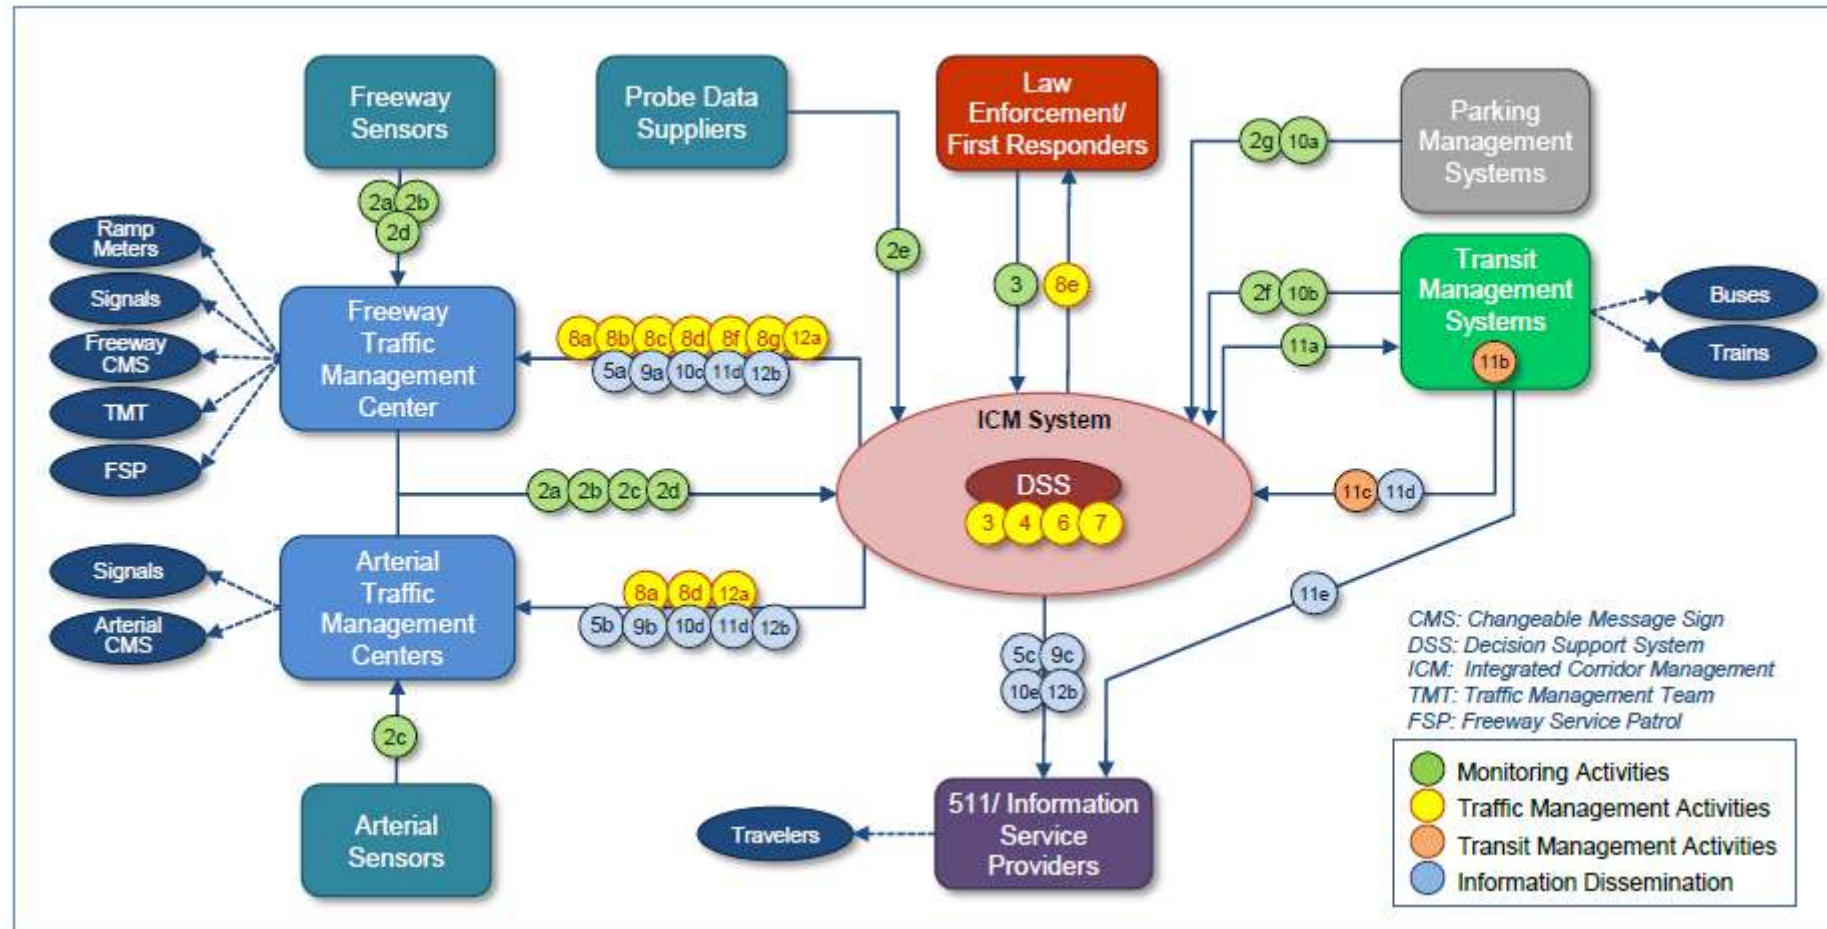 Freeway
Sensors
Probe Data
Suppliers
Law
Enforcement/
First Responders
Parking
Management
Systems
2g 10a
2a 2b
2d
2e
3
8e
Ramp
Meters
Signals
Freeway
CMS
TMT
FSP
Freeway
Traffic
Management
Center
8a 8b 8c 8d 8f 8g 12a
5a 9a 10c 11d 12b
2f 10b
11a
Transit
Management
Systems
11b
Buses
Trains
ICM System
DSS
3 4 6 7
2a 2b 2c 2d
11c 11d
Signals
Arterial
CMS
Arterial
Traffic
Management
Centers
8a 8d 12a
5b 9b 10d 11d 12b
11e
5c 9c
10e 12b
2c
Arterial
Sensors
Travelers
511/ Information
Service
Providers
CMS: Changeable Message Sign
DSS: Decision Support System
ICM: Integrated Corridor Management
TMT: Traffic Management Team
FSP: Freeway Service Patrol
Monitoring Activities
Traffic Management Activities
Transit Management Activities
Information Dissemination